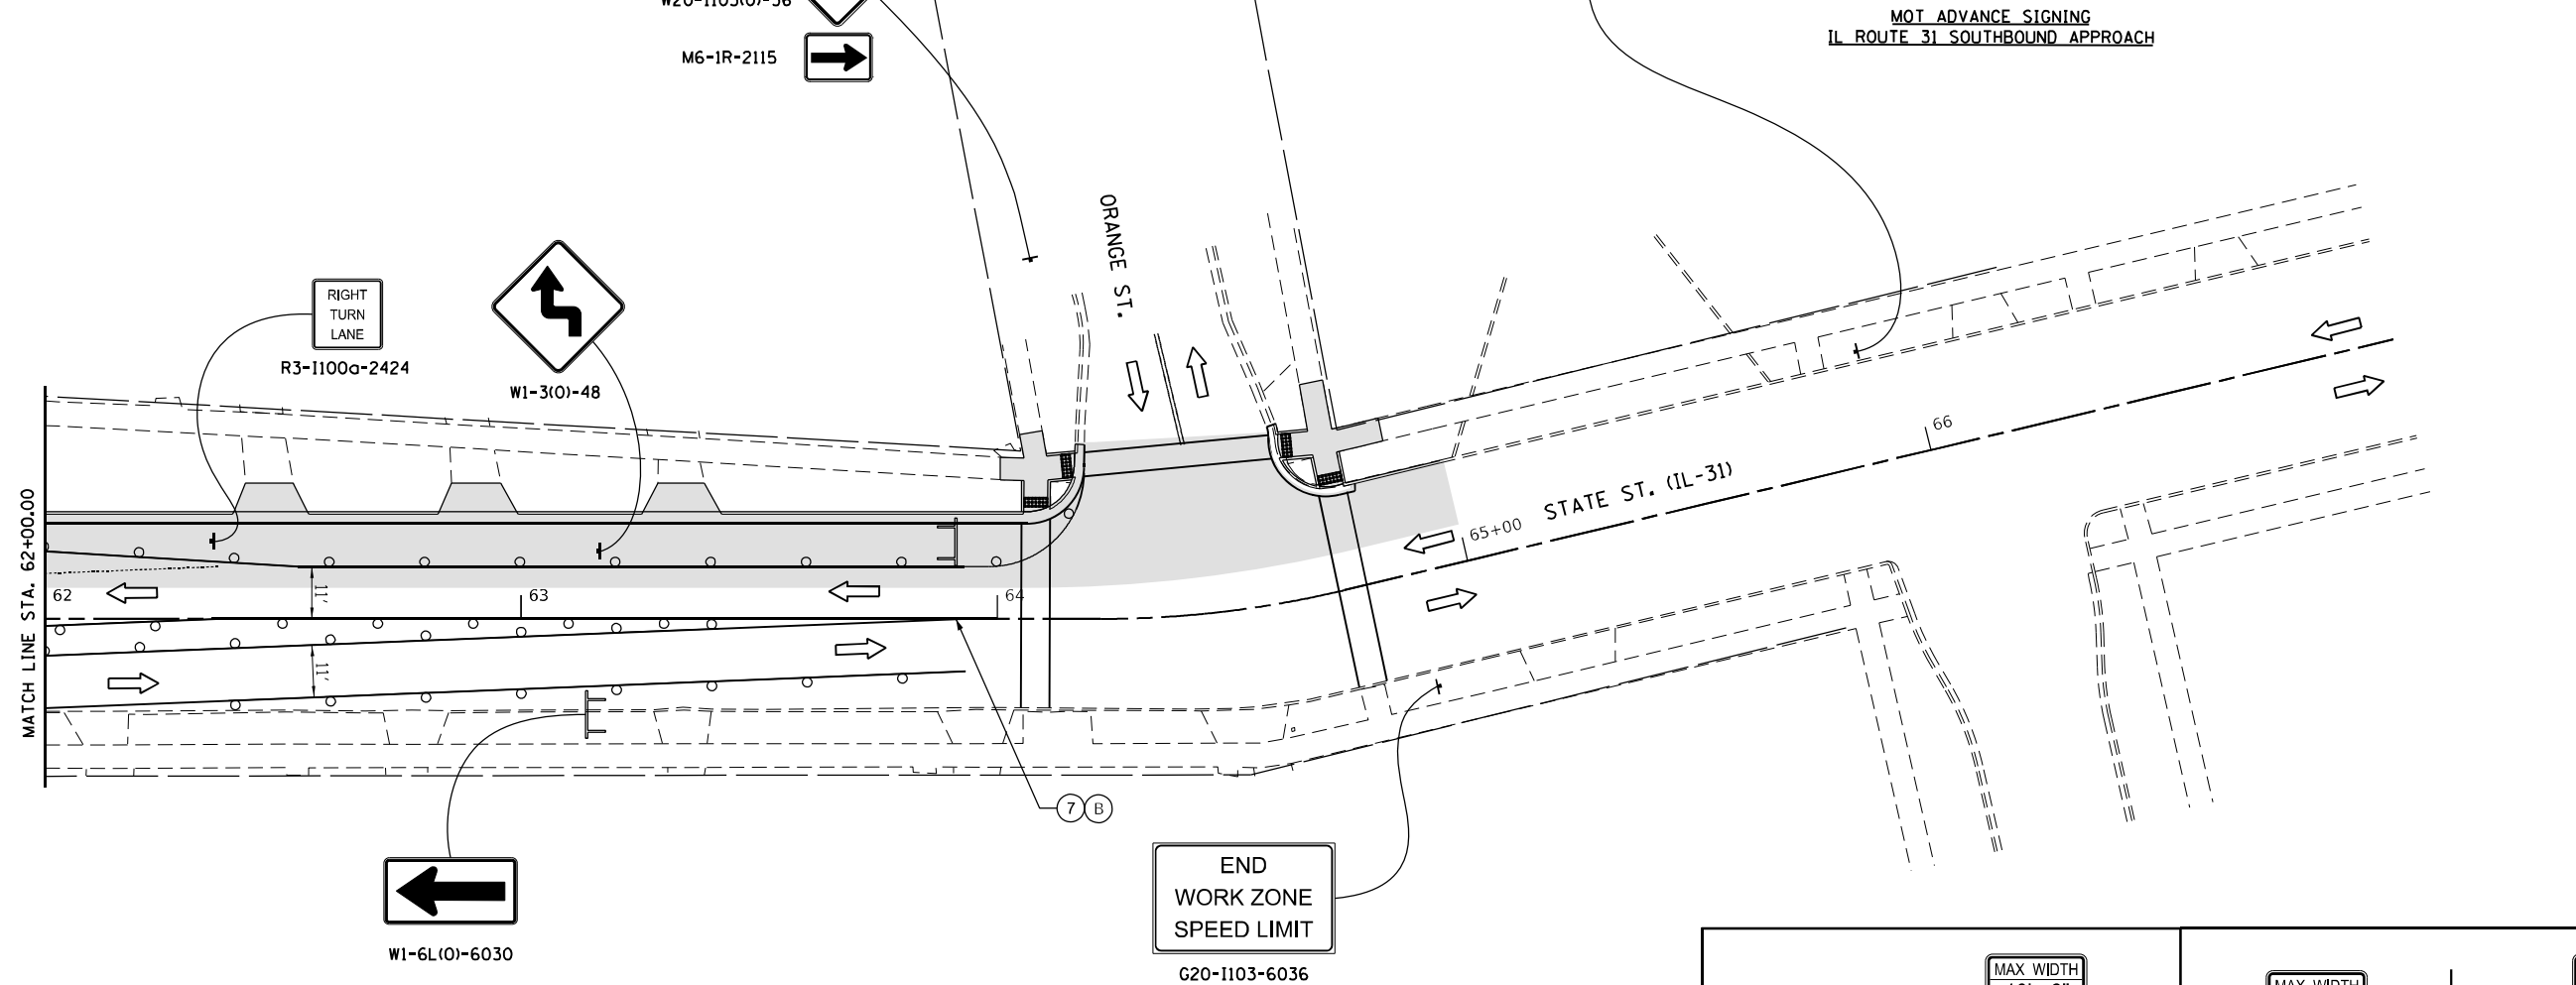 MOT ADVANCE SIGNING
IL ROUTE 31 SOUTHBOUND APPROACH
M6-1R-2115
ORANGE ST.
RIGHT
TURN
LANE
R3-I100a-2424
W1-3(O)-48
MATCH LINE STA. 62+00.00
62
63
64
65+00
66
STATE ST. (IL-31)
11'
11'
7
B
W1-6L(O)-6030
END
WORK ZONE
SPEED LIMIT
G20-I103-6036
MAX WIDTH
MAX WIDTH